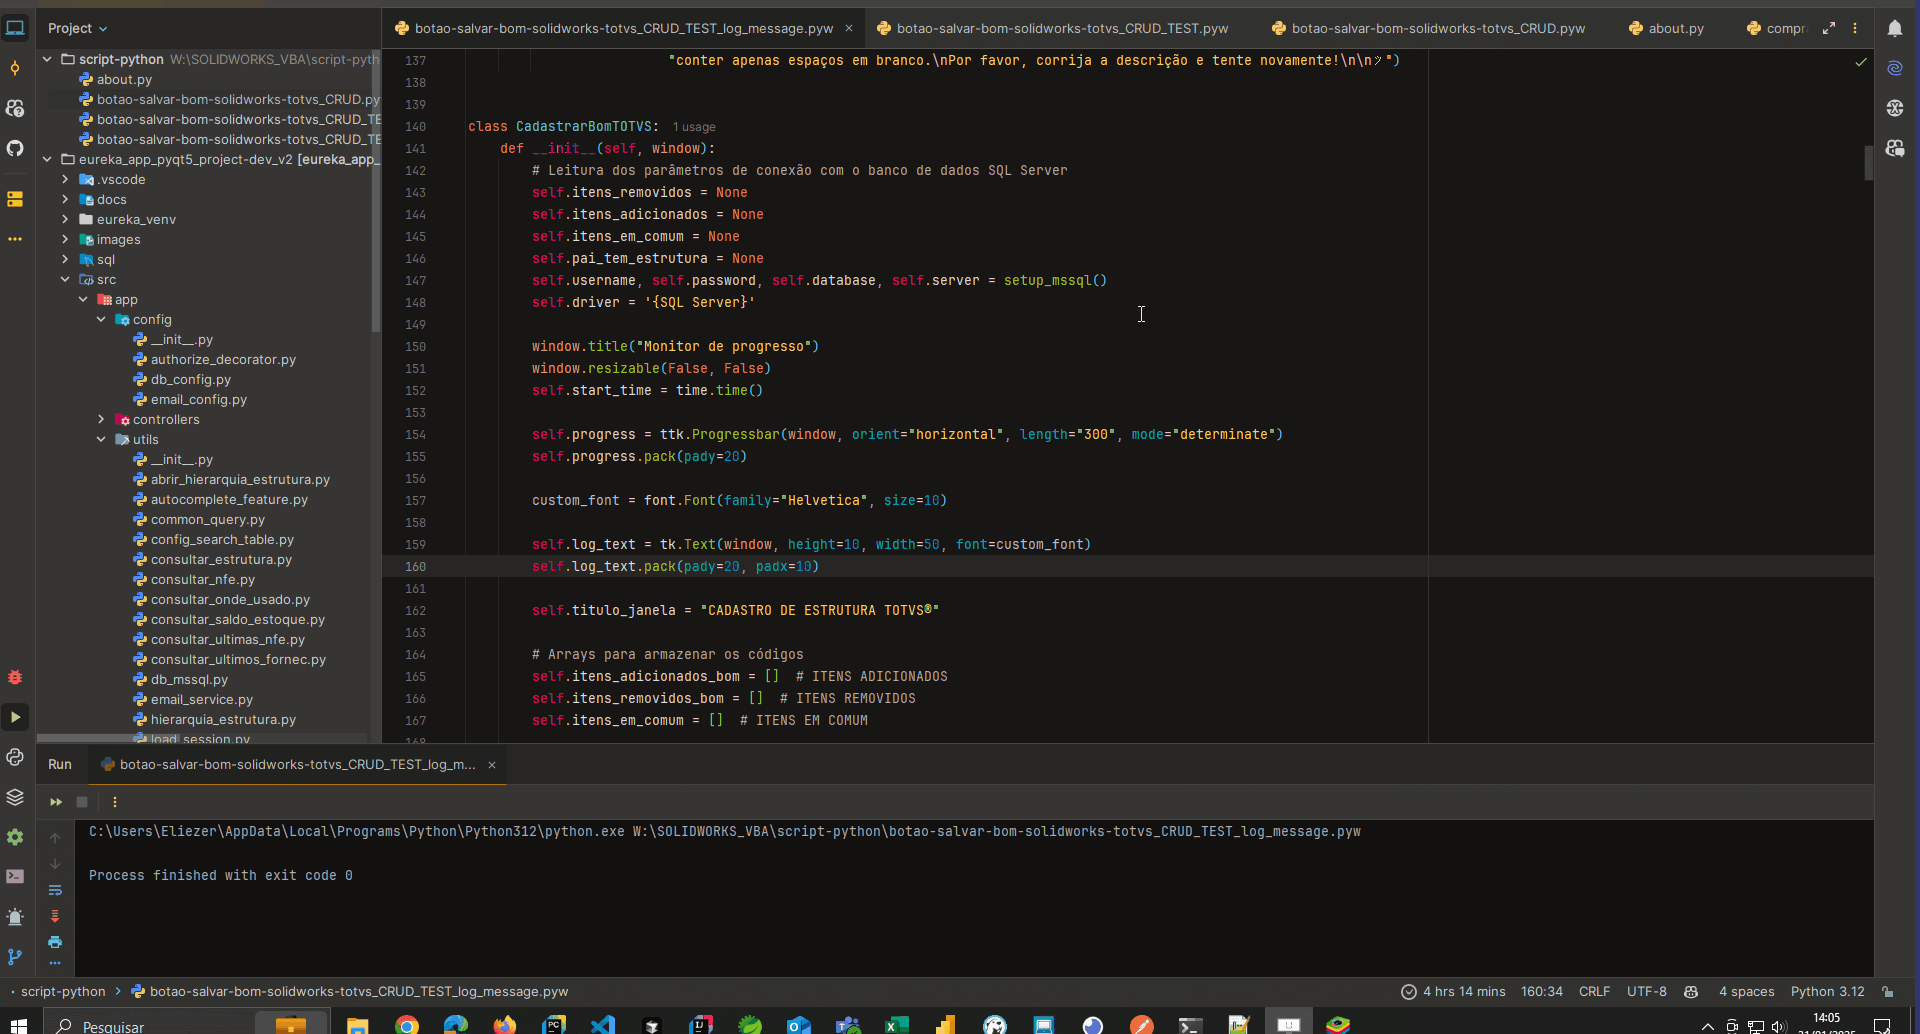 Project
botao-salvar-bom-solidworks-totvs_CRUD_TEST_log_message.pyw
botao-salvar-bom-solidworks-totvs_CRUD_TEST.pyw
botao-salvar-bom-solidworks-totvs_CRUD.pyw
about.py
compr
script-python W:\SOLIDWORKS_VBA\script-pyth
about.py
botao-salvar-bom-solidworks-totvs_CRUD.py
botao-salvar-bom-solidworks-totvs_CRUD_TE
botao-salvar-bom-solidworks-totvs_CRUD_TE
eureka_app_pyqt5_project-dev_v2 [eureka_app_
.vscode
docs
eureka_venv
images
sql
src
app
config
__init__.py
authorize_decorator.py
db_config.py
email_config.py
controllers
utils
__init__.py
abrir_hierarquia_estrutura.py
autocomplete_feature.py
common_query.py
config_search_table.py
consultar_estrutura.py
consultar_nfe.py
consultar_onde_usado.py
consultar_saldo_estoque.py
consultar_ultimas_nfe.py
consultar_ultimos_fornec.py
db_mssql.py
email_service.py
hierarquia_estrutura.py
load_session.py
137 "conter apenas espaços em branco.\nPor favor, corrija a descrição e tente novamente!\n\nツ")
138
139
140 class CadastrarBomTOTVS: 1 usage
141 def __init__(self, window):
142 # Leitura dos parâmetros de conexão com o banco de dados SQL Server
143 self.itens_removidos = None
144 self.itens_adicionados = None
145 self.itens_em_comum = None
146 self.pai_tem_estrutura = None
147 self.username, self.password, self.database, self.server = setup_mssql()
148 self.driver = '{SQL Server}'
149
150 window.title("Monitor de progresso")
151 window.resizable(False, False)
152 self.start_time = time.time()
153
154 self.progress = ttk.Progressbar(window, orient="horizontal", length="300", mode="determinate")
155 self.progress.pack(pady=20)
156
157 custom_font = font.Font(family="Helvetica", size=10)
158
159 self.log_text = tk.Text(window, height=10, width=50, font=custom_font)
160 self.log_text.pack(pady=20, padx=10)
161
162 self.titulo_janela = "CADASTRO DE ESTRUTURA TOTVS®"
163
164 # Arrays para armazenar os códigos
165 self.itens_adicionados_bom = [] # ITENS ADICIONADOS
166 self.itens_removidos_bom = [] # ITENS REMOVIDOS
167 self.itens_em_comum = [] # ITENS EM COMUM
168
Run botao-salvar-bom-solidworks-totvs_CRUD_TEST_log_m...
C:\Users\Eliezer\AppData\Local\Programs\Python\Python312\python.exe W:\SOLIDWORKS_VBA\script-python\botao-salvar-bom-solidworks-totvs_CRUD_TEST_log_message.pyw
Process finished with exit code 0
script-python > botao-salvar-bom-solidworks-totvs_CRUD_TEST_log_message.pyw
4 hrs 14 mins 160:34 CRLF UTF-8 4 spaces Python 3.12
Pesquisar
14:05